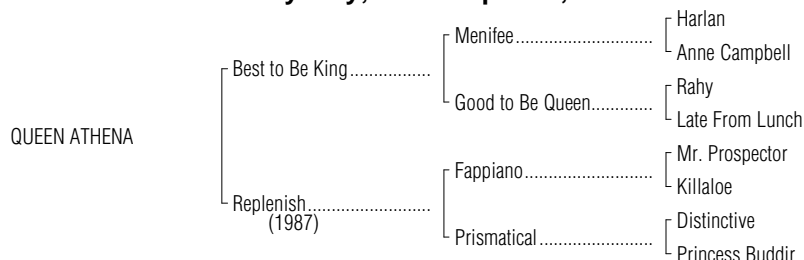 Harlan
Menifee
Anne Campbell
Best to Be King
Rahy
Good to Be Queen
Late From Lunch
QUEEN ATHENA
Mr. Prospector
Fappiano
Killaloe
Replenish
(1987)
Distinctive
Prismatical
Princess Buddir